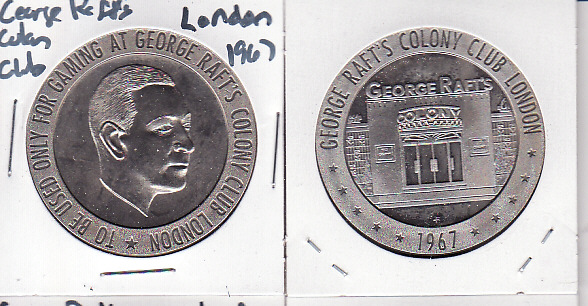 George Raft's
Colony
Club
London
1967
TO BE USED ONLY FOR GAMING AT GEORGE RAFT'S COLONY CLUB LONDON ★
GEORGE RAFT'S COLONY CLUB LONDON
GEORGE RAFT'S
COLONY
1967